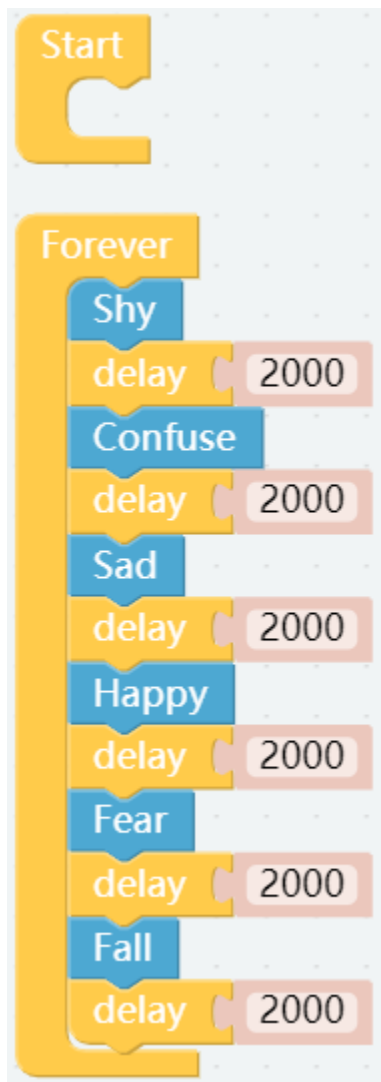 Start
Forever
Shy
delay 2000
Confuse
delay 2000
Sad
delay 2000
Happy
delay 2000
Fear
delay 2000
Fall
delay 2000